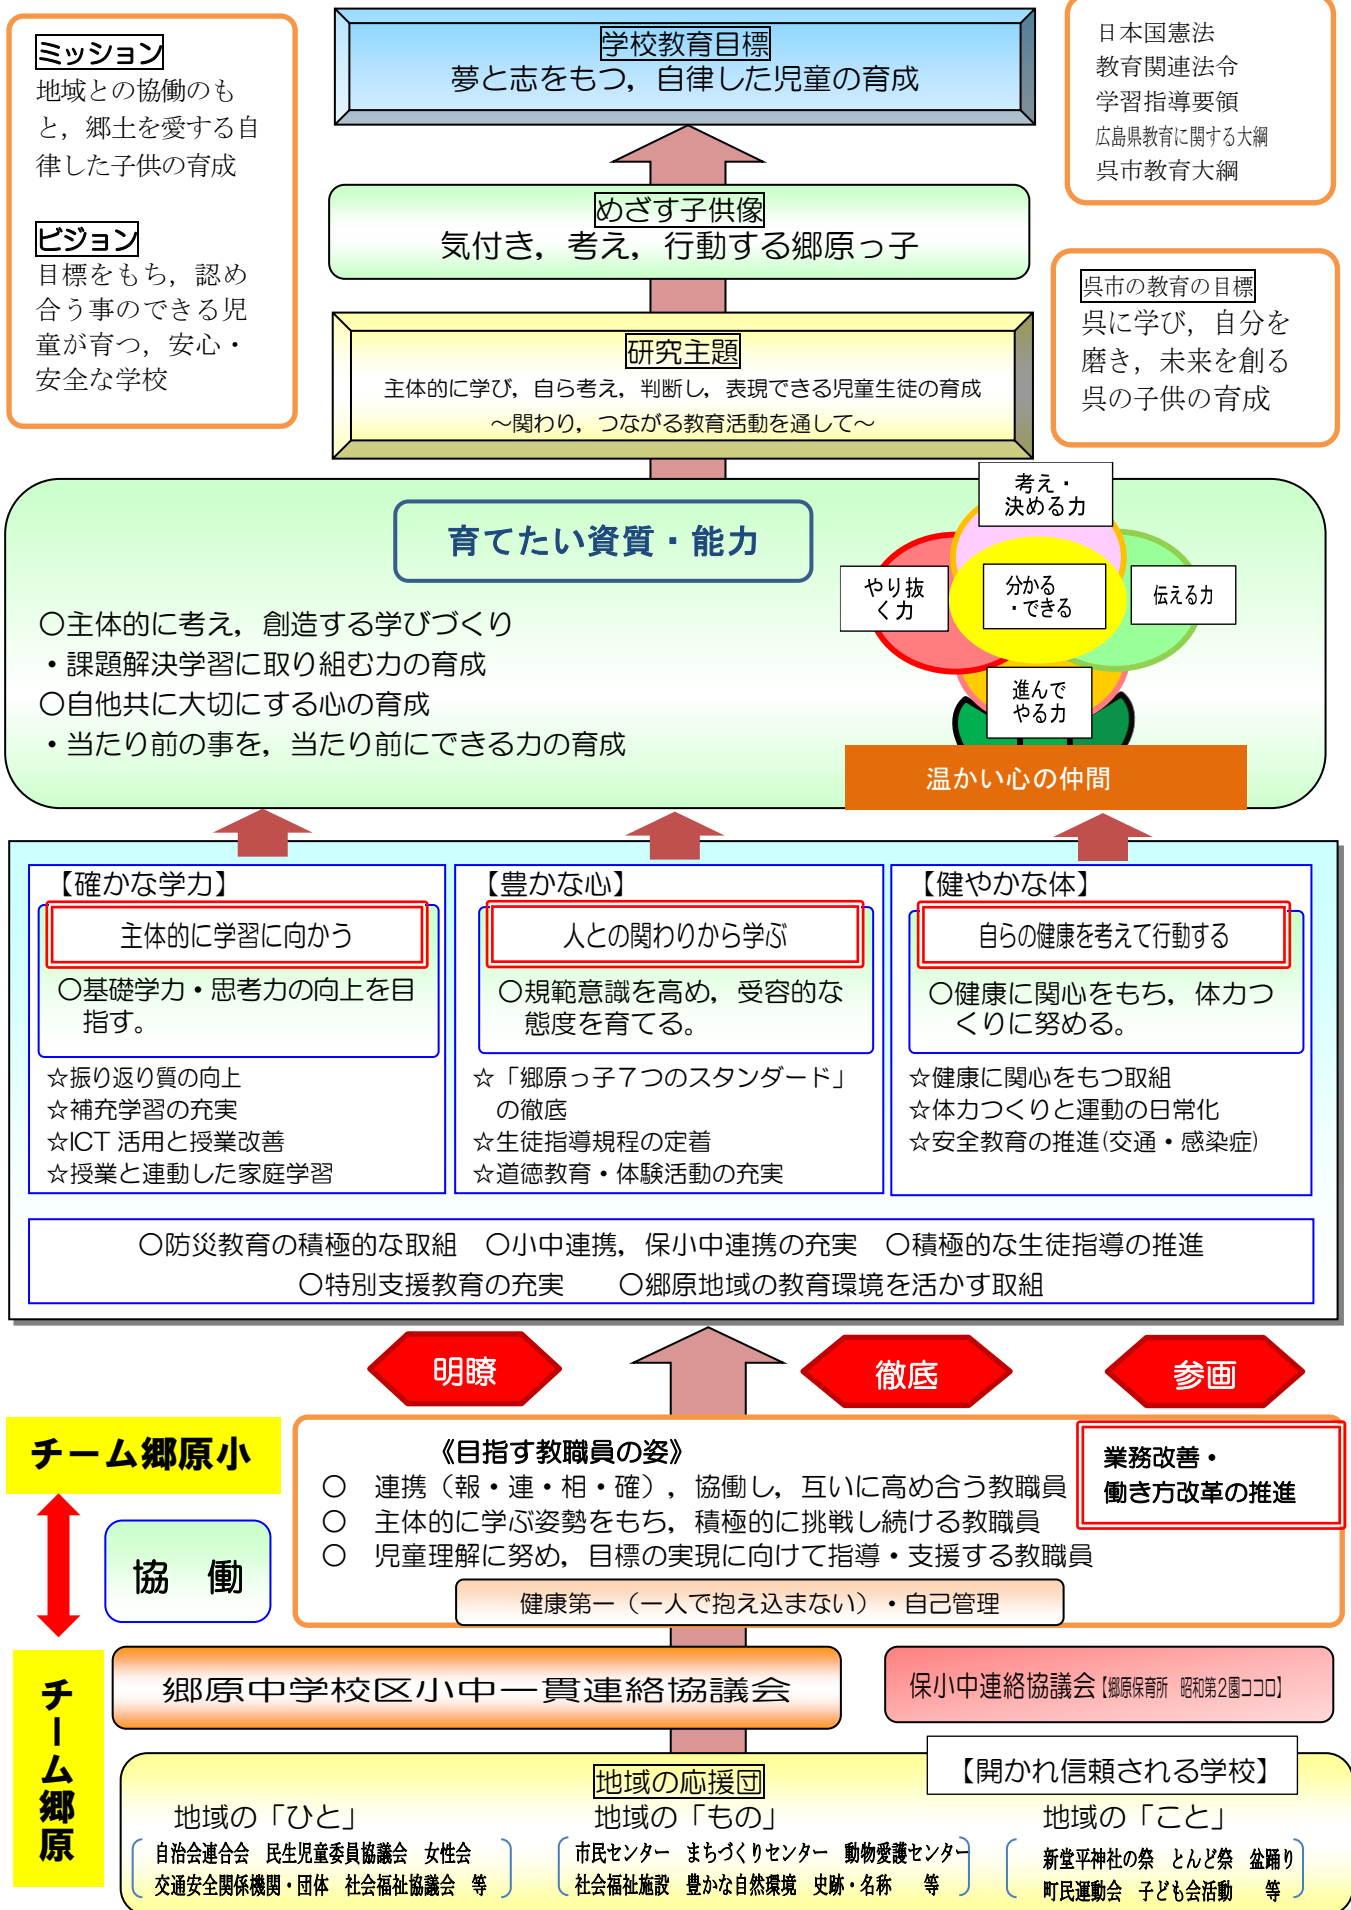 ミッション
地域との協働のも
と，郷土を愛する自
律した子供の育成
ビジョン
目標をもち，認め
合う事のできる児
童が育つ，安心・
安全な学校
学校教育目標
夢と志をもつ，自律した児童の育成
日本国憲法
教育関連法令
学習指導要領
広島県教育に関する大綱
呉市教育大綱
めざす子供像
気付き，考え，行動する郷原っ子
呉市の教育の目標
呉に学び，自分を
磨き，未来を創る
呉の子供の育成
研究主題
主体的に学び，自ら考え，判断し，表現できる児童生徒の育成
～関わり，つながる教育活動を通して～
育てたい資質・能力
〇主体的に考え，創造する学びづくり
・課題解決学習に取り組む力の育成
〇自他共に大切にする心の育成
・当たり前の事を，当たり前にできる力の育成
考え・
決める力
やり抜
く力
分かる
・できる
伝える力
進んで
やる力
温かい心の仲間
【確かな学力】
主体的に学習に向かう
〇基礎学力・思考力の向上を目
指す。
☆振り返り質の向上
☆補充学習の充実
☆ICT 活用と授業改善
☆授業と連動した家庭学習
【豊かな心】
人との関わりから学ぶ
〇規範意識を高め，受容的な
態度を育てる。
☆「郷原っ子７つのスタンダード」
の徹底
☆生徒指導規程の定着
☆道徳教育・体験活動の充実
【健やかな体】
自らの健康を考えて行動する
〇健康に関心をもち，体力つ
くりに努める。
☆健康に関心をもつ取組
☆体力つくりと運動の日常化
☆安全教育の推進(交通・感染症)
〇防災教育の積極的な取組　〇小中連携，保小中連携の充実　〇積極的な生徒指導の推進
〇特別支援教育の充実　　〇郷原地域の教育環境を活かす取組
明瞭
徹底
参画
チーム郷原小
協　働
チーム郷原
《目指す教職員の姿》
〇　連携（報・連・相・確），協働し，互いに高め合う教職員
〇　主体的に学ぶ姿勢をもち，積極的に挑戦し続ける教職員
〇　児童理解に努め，目標の実現に向けて指導・支援する教職員
健康第一（一人で抱え込まない）・自己管理
業務改善・
働き方改革の推進
郷原中学校区小中一貫連絡協議会
保小中連絡協議会【郷原保育所　昭和第2園ココロ】
地域の応援団
【開かれ信頼される学校】
地域の「ひと」
自治会連合会　民生児童委員協議会　女性会
交通安全関係機関・団体　社会福祉協議会　等
地域の「もの」
市民センター　まちづくりセンター　動物愛護センター
社会福祉施設　豊かな自然環境　史跡・名称　　等
地域の「こと」
新堂平神社の祭　とんど祭　盆踊り
町民運動会　子ども会活動　　等